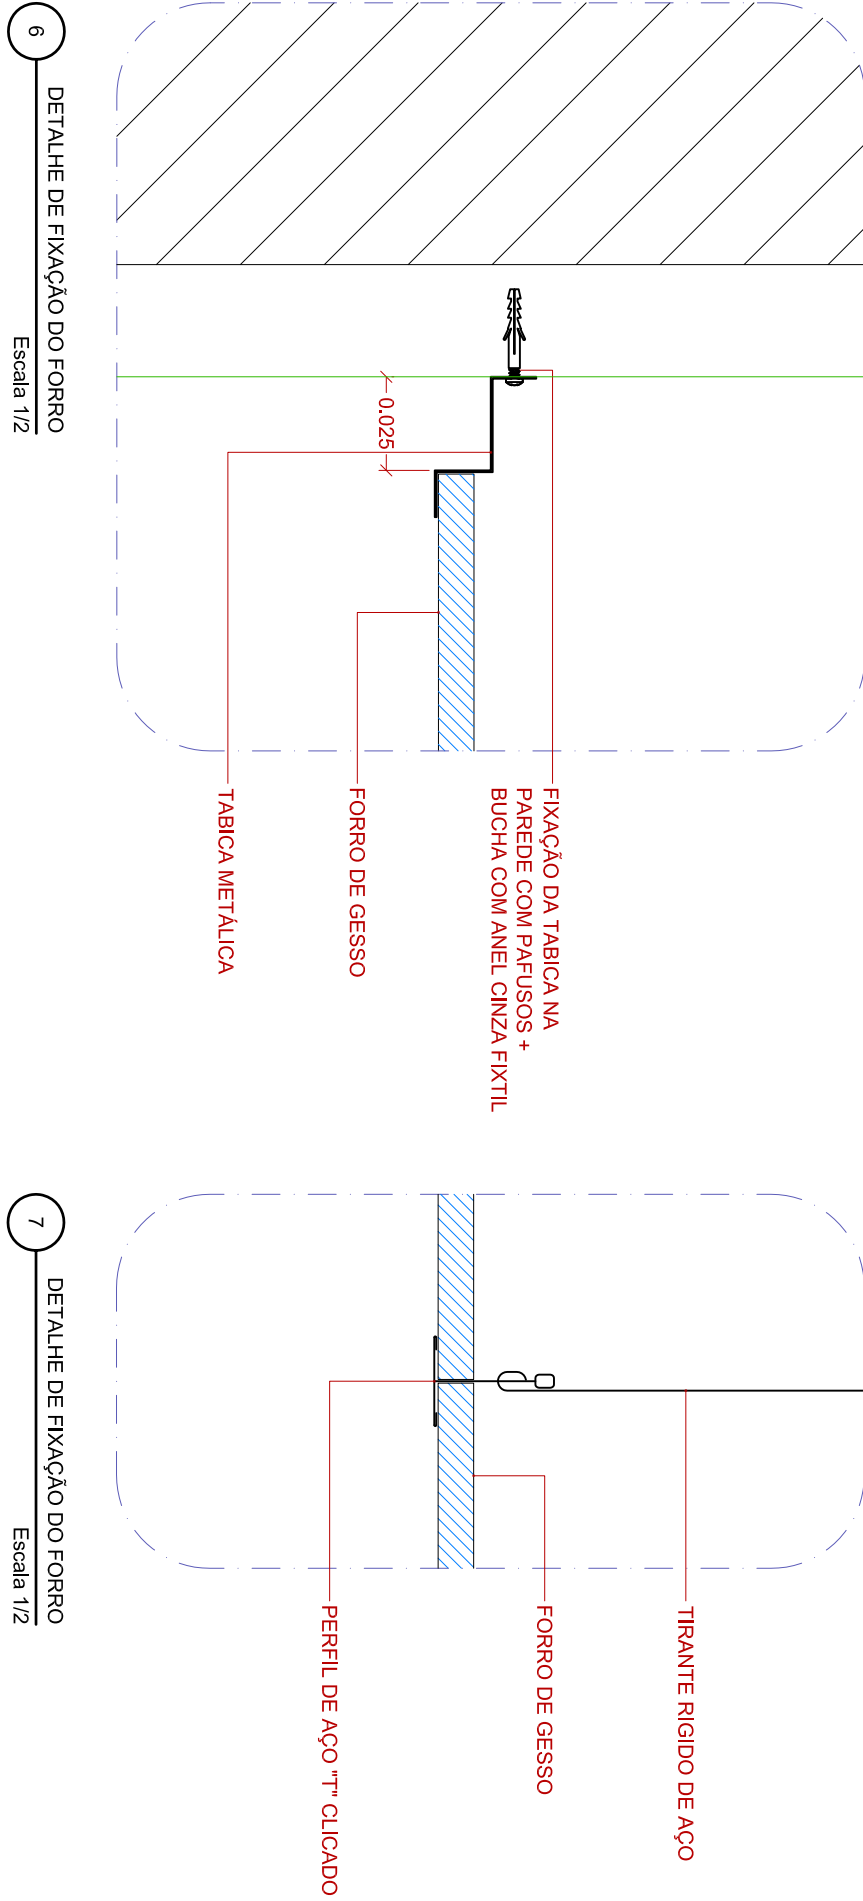 FIXAÇÃO DA TABICA NA
PAREDE COM PAFUSOS +
BUCHA COM ANEL CINZA FIXTIL
0.025
FORRO DE GESSO
TABICA METÁLICA
6
DETALHE DE FIXAÇÃO DO FORRO
Escala 1/2
TIRANTE RIGIDO DE AÇO
FORRO DE GESSO
PERFIL DE AÇO "T" CLICADO
7
DETALHE DE FIXAÇÃO DO FORRO
Escala 1/2